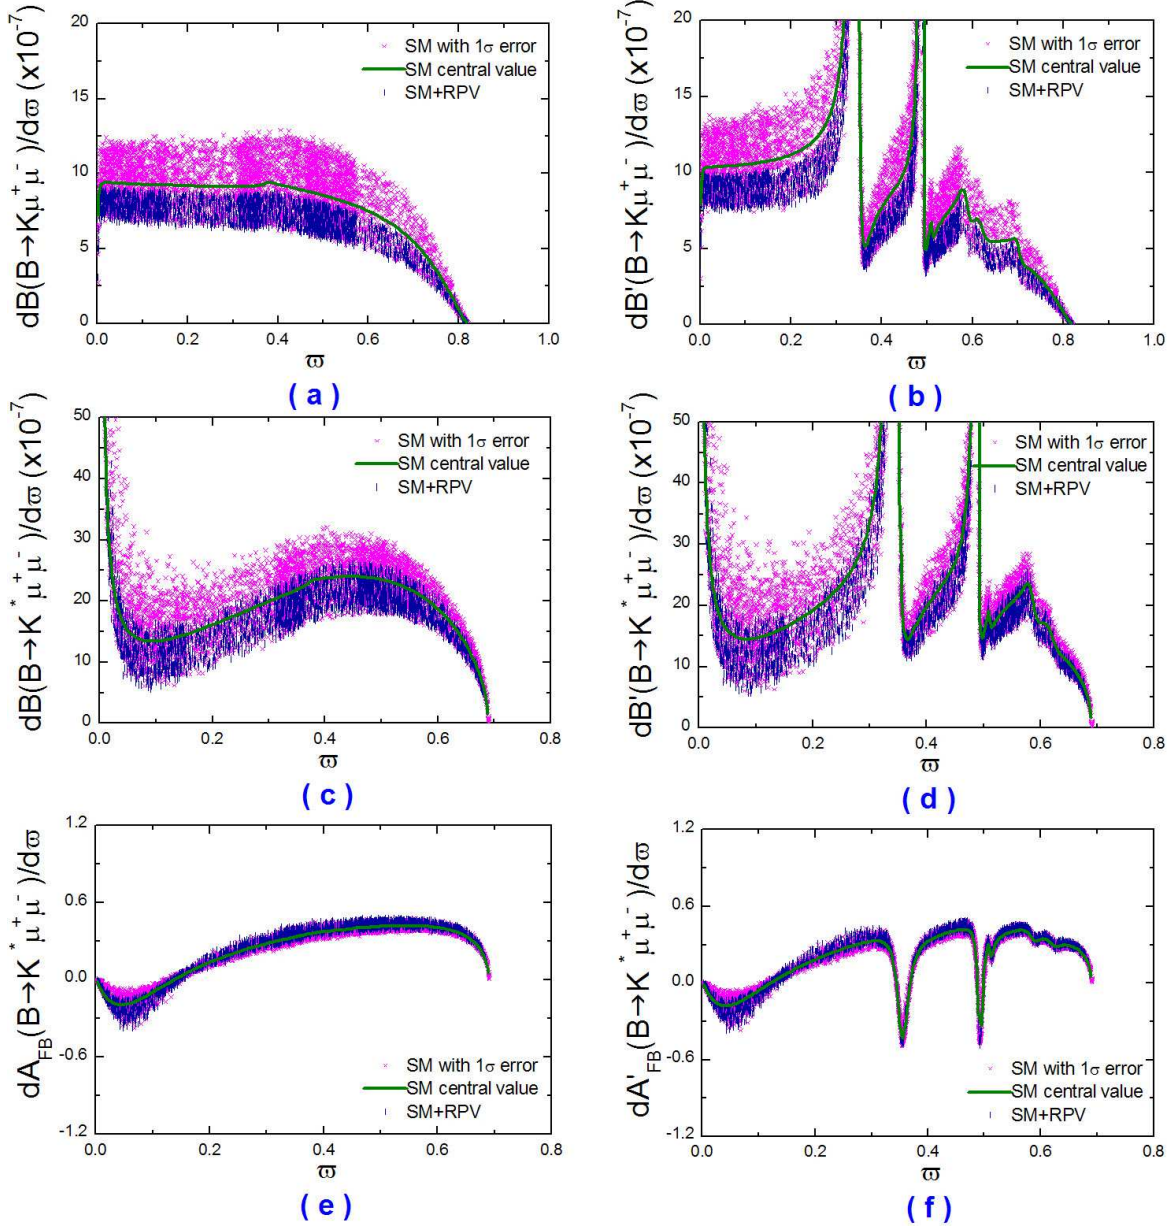 dB(B→Kμ⁺μ⁻)/dϖ (x10⁻⁷)
20
15
10
5
0
SM with 1σ error
SM central value
SM+RPV
0.0 0.2 0.4 0.6 0.8 1.0
ϖ
( a )
dB'(B→Kμ⁺μ⁻)/dϖ (x10⁻⁷)
20
15
10
5
0
SM with 1σ error
SM central value
SM+RPV
0.0 0.2 0.4 0.6 0.8 1.0
ϖ
( b )
dB(B→K*μ⁺μ⁻)/dϖ (x10⁻⁷)
50
40
30
20
10
0
SM with 1σ error
SM central value
SM+RPV
0.0 0.2 0.4 0.6 0.8
ϖ
( c )
dB'(B→K*μ⁺μ⁻)/dϖ (x10⁻⁷)
50
40
30
20
10
0
SM with 1σ error
SM central value
SM+RPV
0.0 0.2 0.4 0.6 0.8
ϖ
( d )
dA_FB(B→K*μ⁺μ⁻)/dϖ
1.2
0.6
0.0
-0.6
-1.2
SM with 1σ error
SM central value
SM+RPV
0.0 0.2 0.4 0.6 0.8
ϖ
( e )
dA'_FB(B→K*μ⁺μ⁻)/dϖ
1.2
0.6
0.0
-0.6
-1.2
SM with 1σ error
SM central value
SM+RPV
0.0 0.2 0.4 0.6 0.8
ϖ
( f )